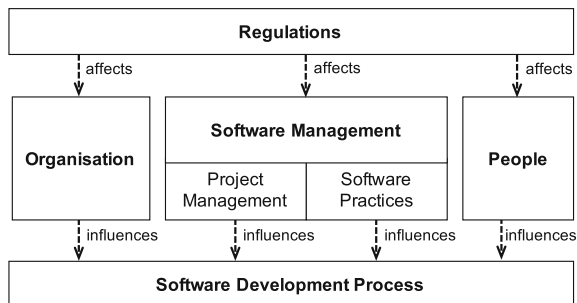 Regulations
affects
affects
affects
Organisation
Software Management
Project
Management
Software
Practices
People
influences
influences
influences
influences
Software Development Process